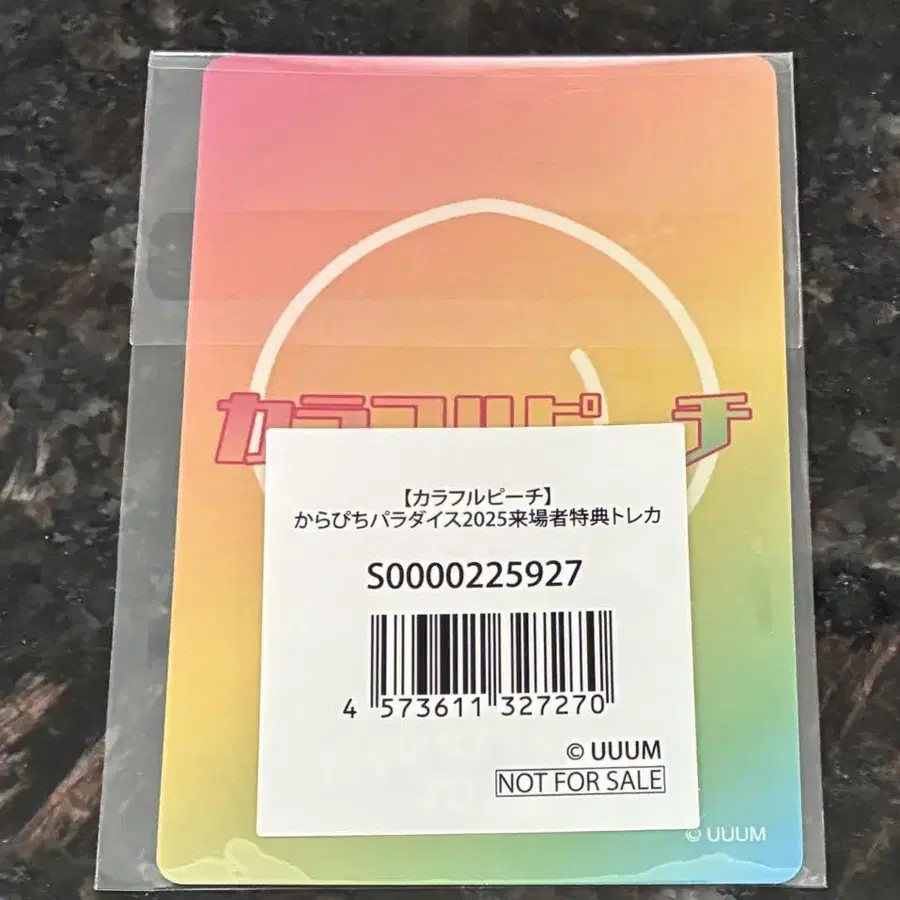 カラフルピーチ
【カラフルピーチ】
からぴちパラダイス2025来場者特典トレカ
S0000225927
4 573611 327270
© UUUM
NOT FOR SALE
© UUUM